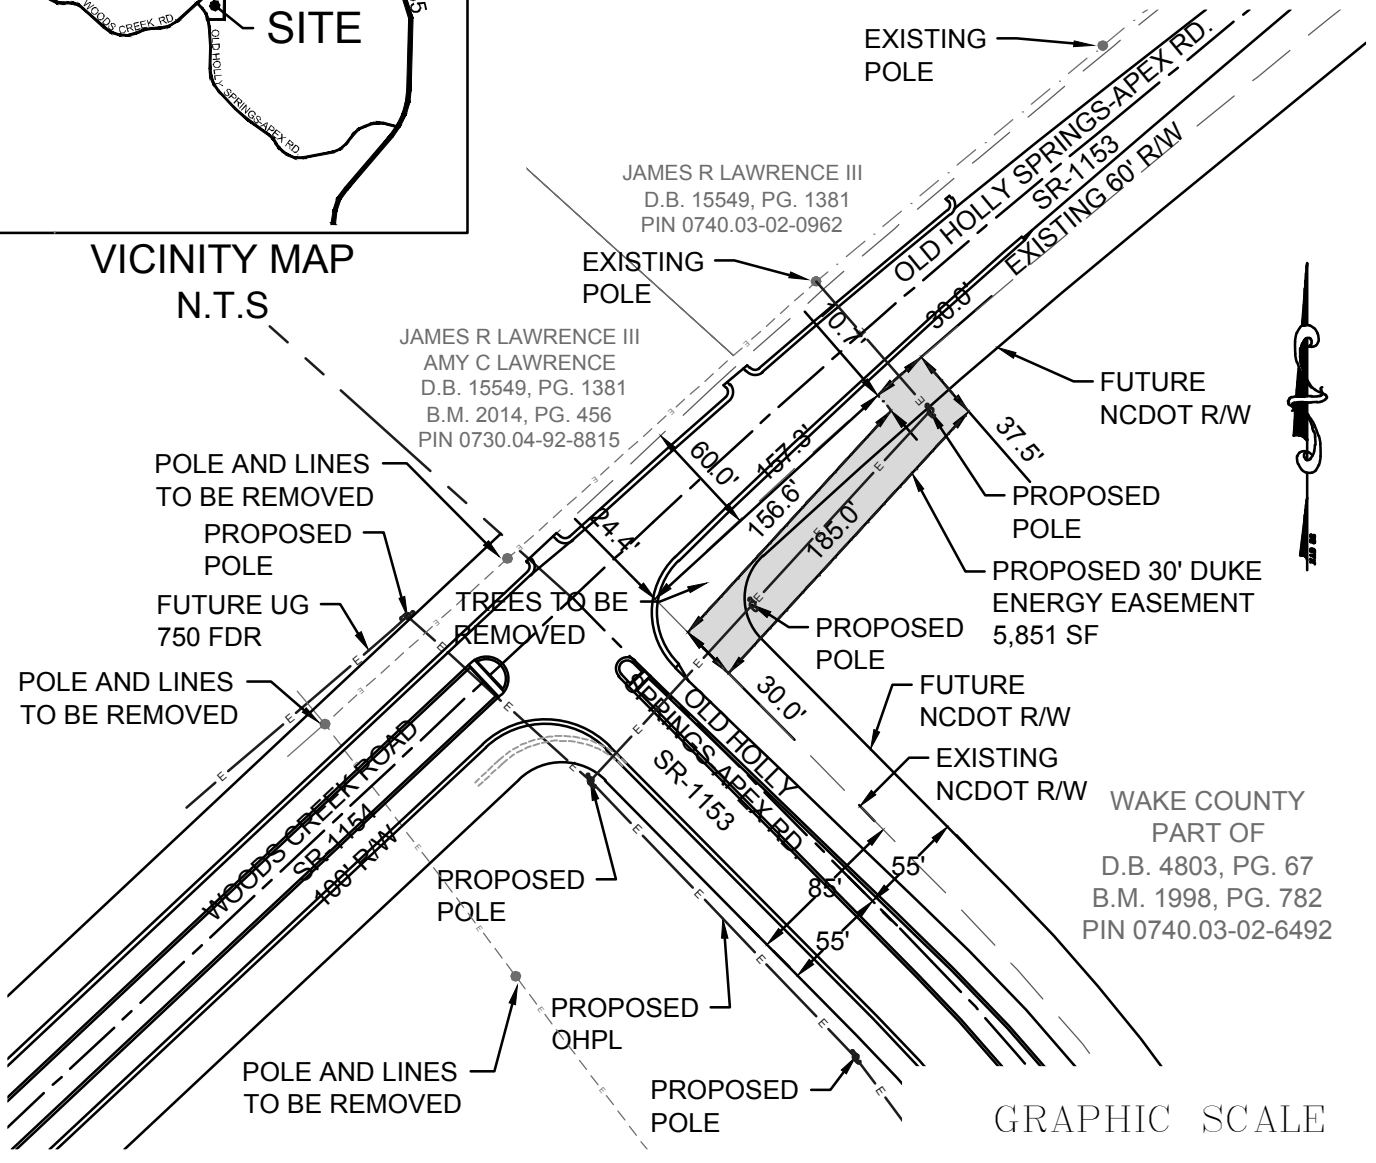 WOODS CREEK RD.
SITE
OLD HOLLY SPRINGS-APEX RD.
VICINITY MAP
N.T.S
EXISTING
POLE
OLD HOLLY SPRINGS-APEX RD.
SR-1153
EXISTING 60' R/W
JAMES R LAWRENCE III
D.B. 15549, PG. 1381
PIN 0740.03-02-0962
EXISTING
POLE
JAMES R LAWRENCE III
AMY C LAWRENCE
D.B. 15549, PG. 1381
B.M. 2014, PG. 456
PIN 0730.04-92-8815
30.0'
FUTURE
NCDOT R/W
37.5'
60.0'
157.3'
156.6'
185.0'
24.4'
POLE AND LINES
TO BE REMOVED
PROPOSED
POLE
FUTURE UG
750 FDR
POLE AND LINES
TO BE REMOVED
TREES TO BE
REMOVED
PROPOSED
POLE
PROPOSED 30' DUKE
ENERGY EASEMENT
5,851 SF
PROPOSED
POLE
30.0'
FUTURE
NCDOT R/W
EXISTING
NCDOT R/W
OLD HOLLY
SPRINGS APEX RD.
SR-1153
WOODS CREEK ROAD
SR 1154
100' R/W
WAKE COUNTY
PART OF
D.B. 4803, PG. 67
B.M. 1998, PG. 782
PIN 0740.03-02-6492
55'
85'
55'
PROPOSED
POLE
PROPOSED
OHPL
POLE AND LINES
TO BE REMOVED
PROPOSED
POLE
GRAPHIC SCALE